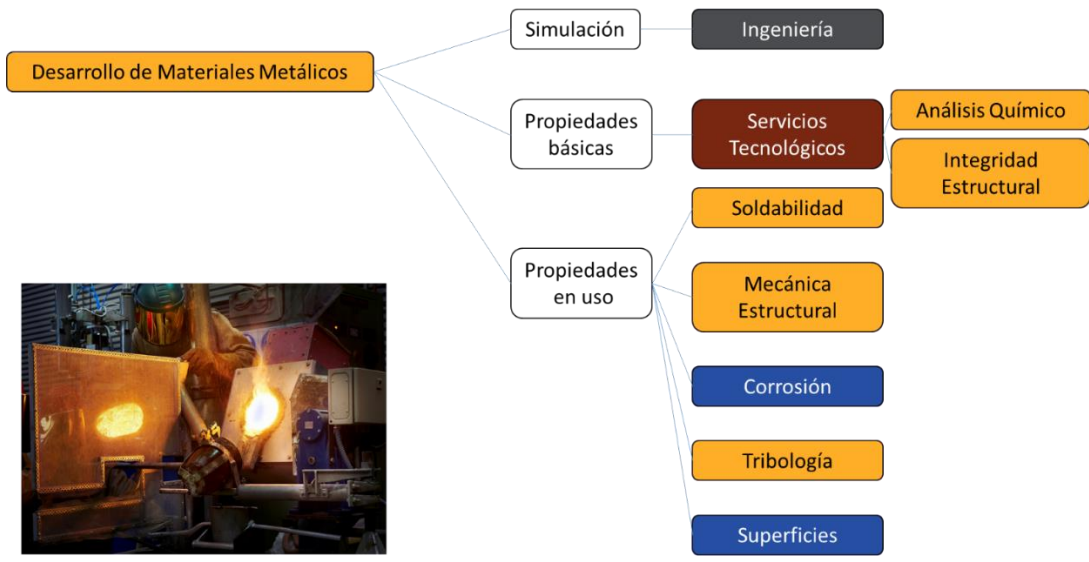 Desarrollo de Materiales Metálicos
Simulación
Ingeniería
Propiedades
básicas
Servicios
Tecnológicos
Análisis Químico
Integridad
Estructural
Propiedades
en uso
Soldabilidad
Mecánica
Estructural
Corrosión
Tribología
Superficies